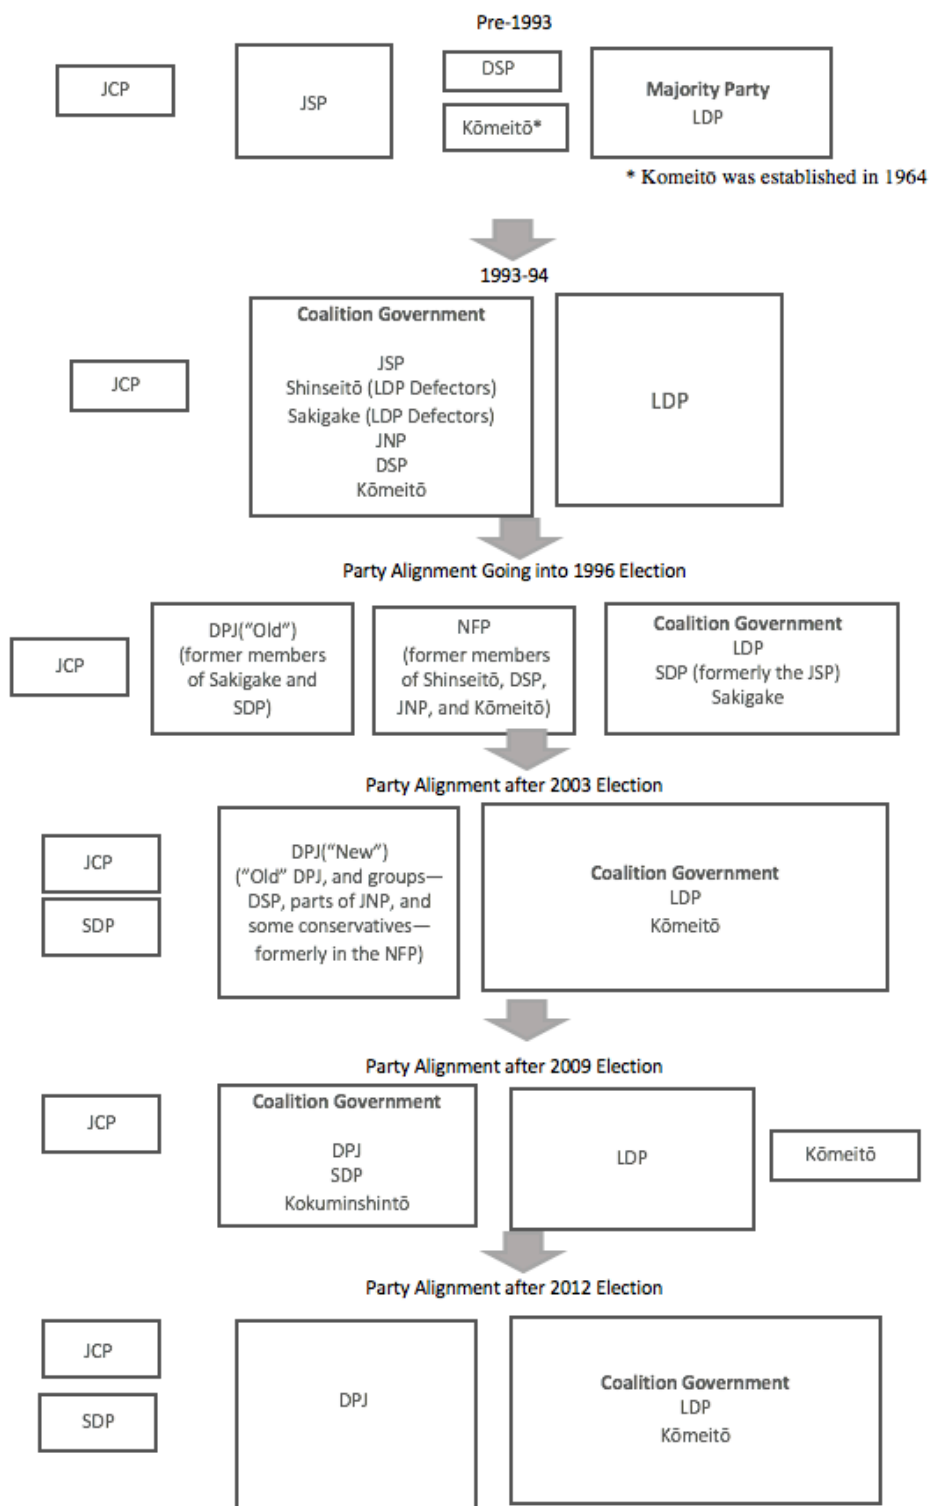 Pre-1993
JCP
JSP
DSP
Kōmeitō*
Majority Party
LDP
* Komeitō was established in 1964
1993-94
JCP
Coalition Government
JSP
Shinseitō (LDP Defectors)
Sakigake (LDP Defectors)
JNP
DSP
Kōmeitō
LDP
Party Alignment Going into 1996 Election
JCP
DPJ("Old")
(former members
of Sakigake and
SDP)
NFP
(former members
of Shinseitō, DSP,
JNP, and Kōmeitō)
Coalition Government
LDP
SDP (formerly the JSP)
Sakigake
Party Alignment after 2003 Election
JCP
SDP
DPJ("New")
("Old" DPJ, and groups—
DSP, parts of JNP, and
some conservatives—
formerly in the NFP)
Coalition Government
LDP
Kōmeitō
Party Alignment after 2009 Election
JCP
Coalition Government
DPJ
SDP
Kokuminshintō
LDP
Kōmeitō
Party Alignment after 2012 Election
JCP
SDP
DPJ
Coalition Government
LDP
Kōmeitō